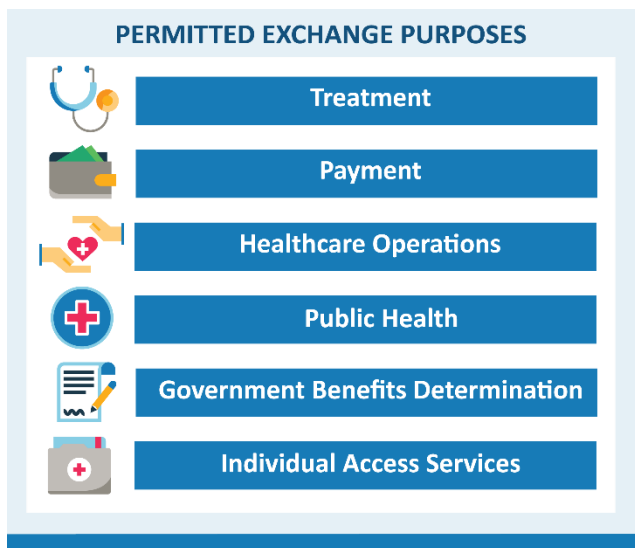 PERMITTED EXCHANGE PURPOSES
Treatment
Payment
Healthcare Operations
Public Health
Government Benefits Determination
Individual Access Services